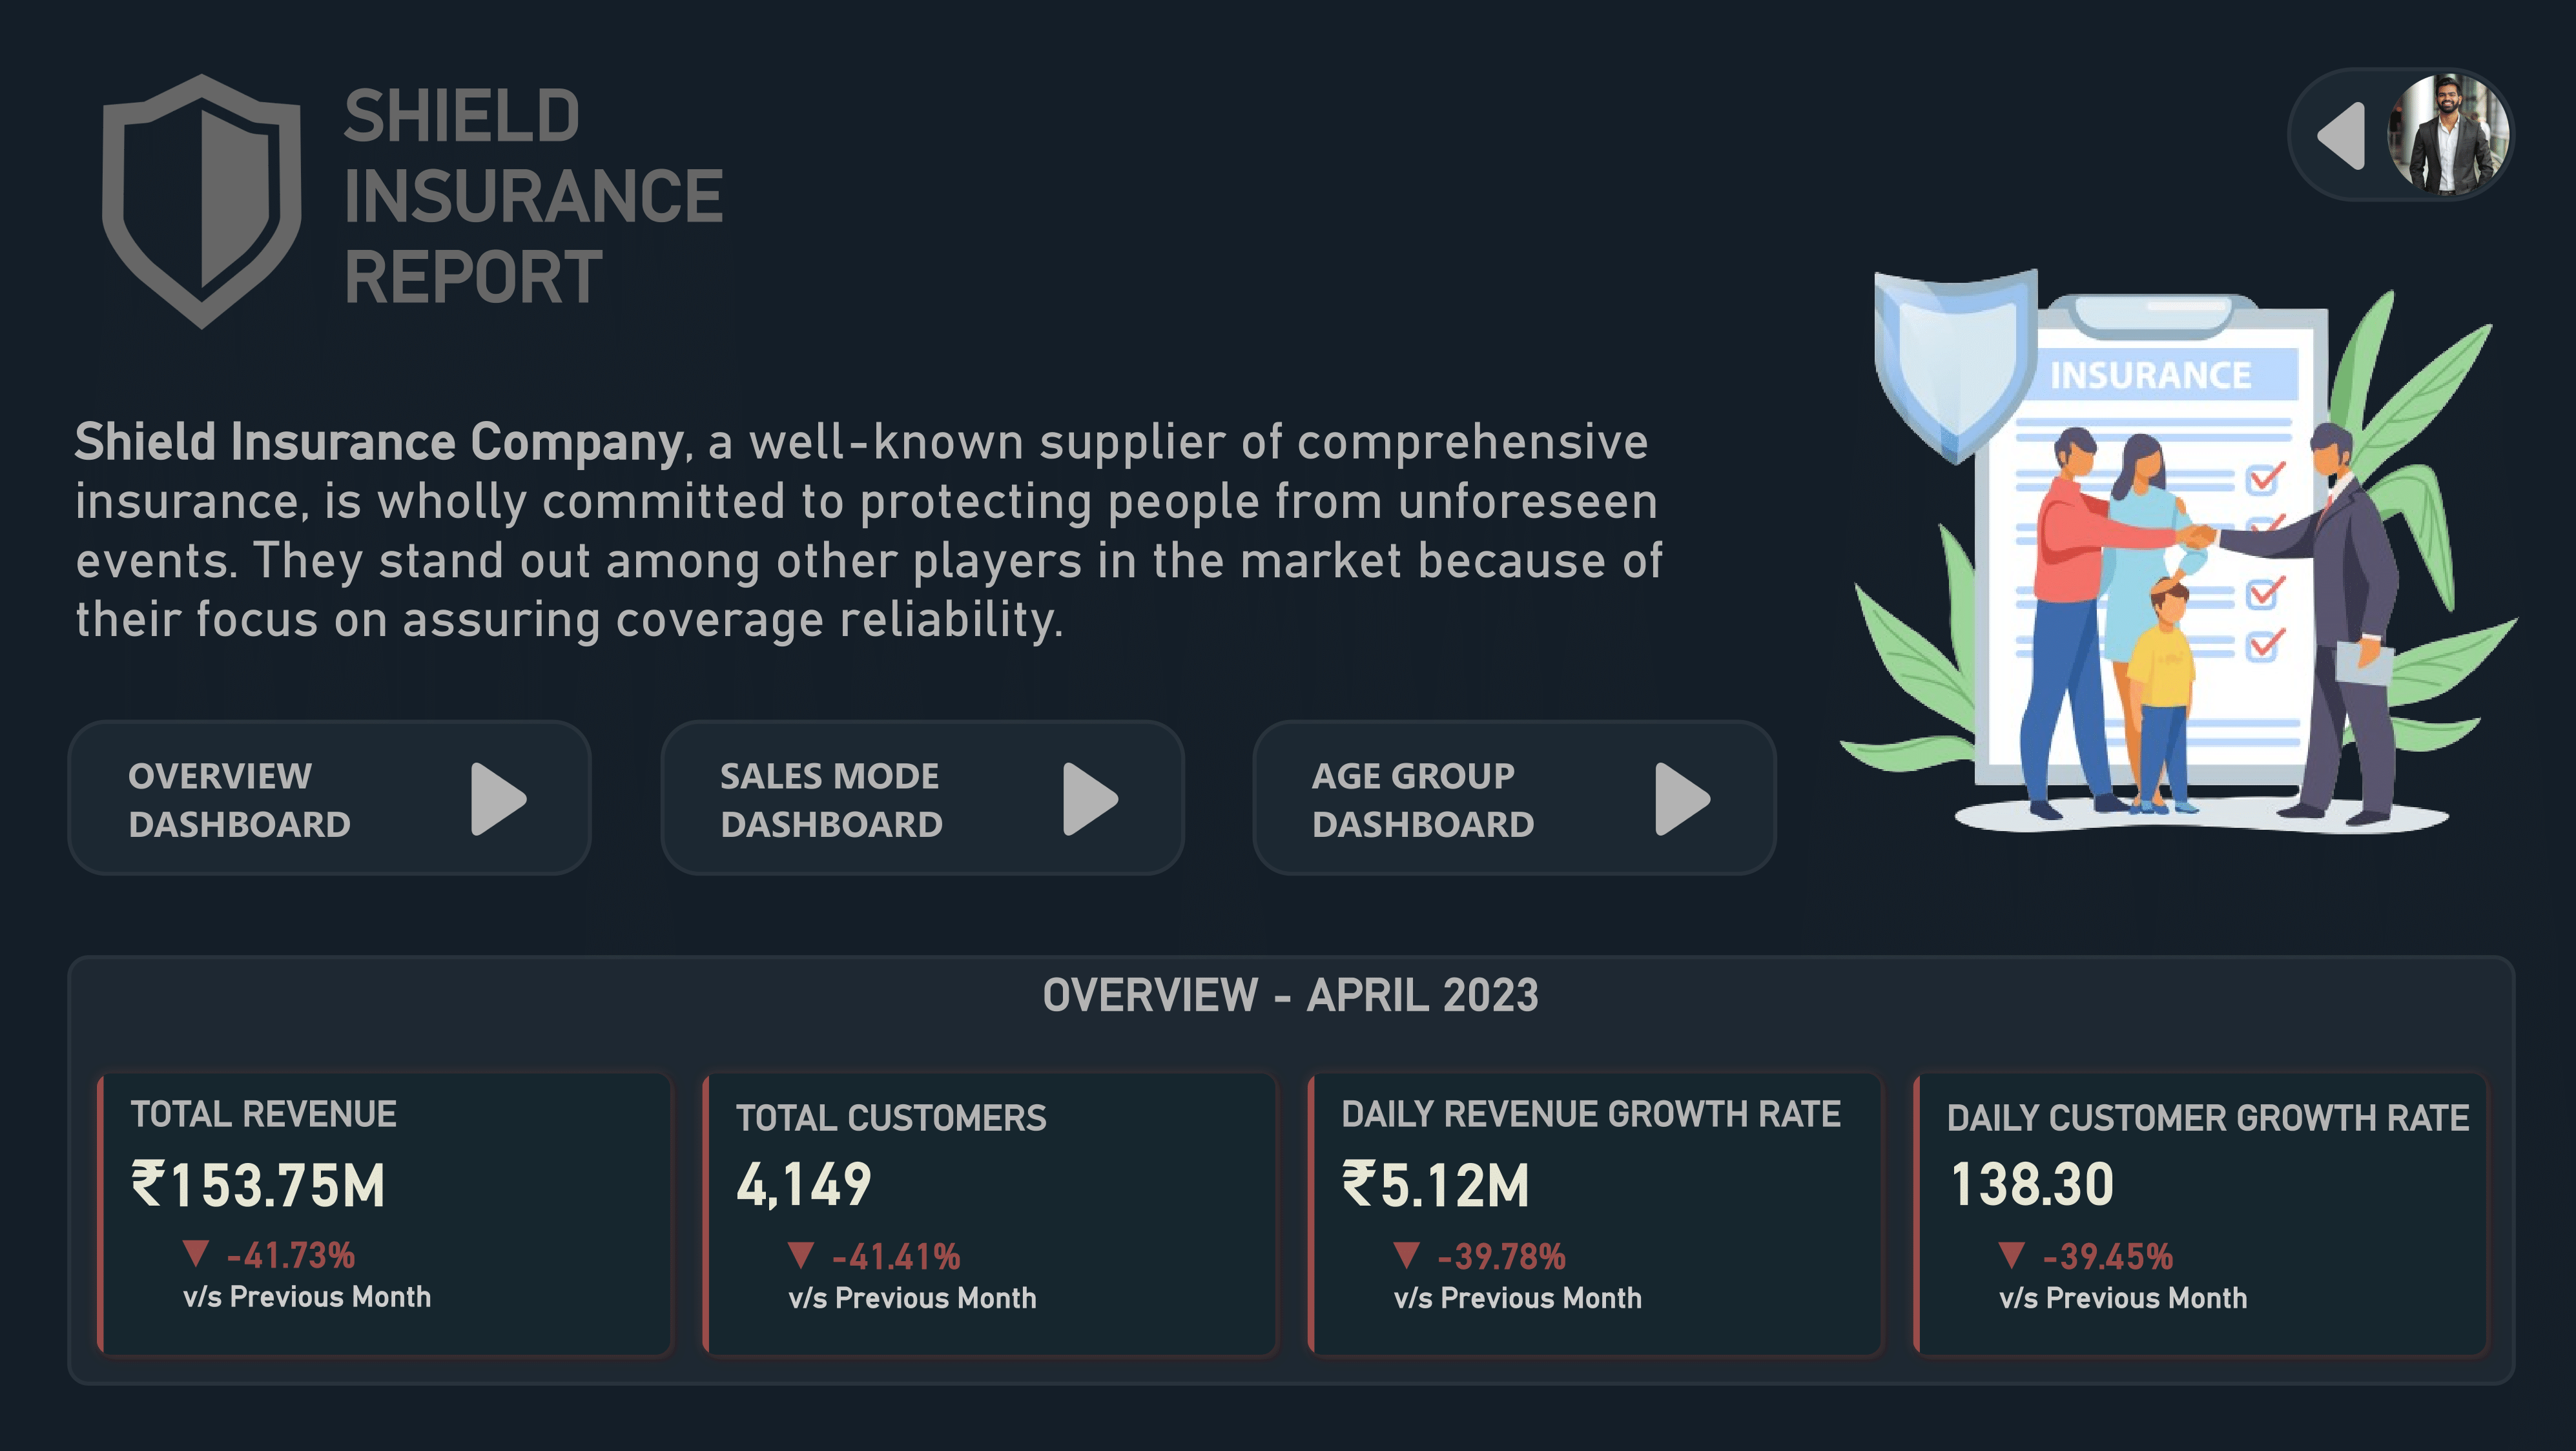 SHIELD
INSURANCE
REPORT
INSURANCE
Shield Insurance Company, a well-known supplier of comprehensive
insurance, is wholly committed to protecting people from unforeseen
events. They stand out among other players in the market because of
their focus on assuring coverage reliability.
OVERVIEW
DASHBOARD
SALES MODE
DASHBOARD
AGE GROUP
DASHBOARD
OVERVIEW - APRIL 2023
TOTAL REVENUE
₹153.75M
▼ -41.73%
v/s Previous Month
TOTAL CUSTOMERS
4,149
▼ -41.41%
v/s Previous Month
DAILY REVENUE GROWTH RATE
₹5.12M
▼ -39.78%
v/s Previous Month
DAILY CUSTOMER GROWTH RATE
138.30
▼ -39.45%
v/s Previous Month